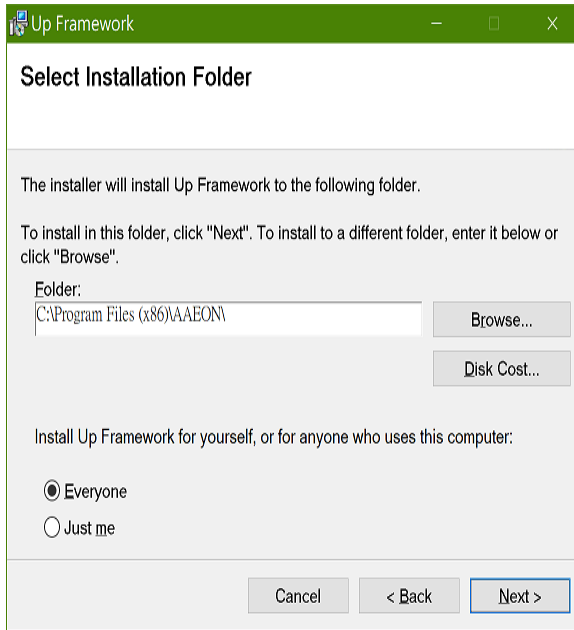 Up Framework
Select Installation Folder
The installer will install Up Framework to the following folder.
To install in this folder, click "Next". To install to a different folder, enter it below or
click "Browse".
Folder:
C:\Program Files (x86)\AAEON\
Browse...
Disk Cost...
Install Up Framework for yourself, or for anyone who uses this computer:
Everyone
Just me
Cancel
< Back
Next >